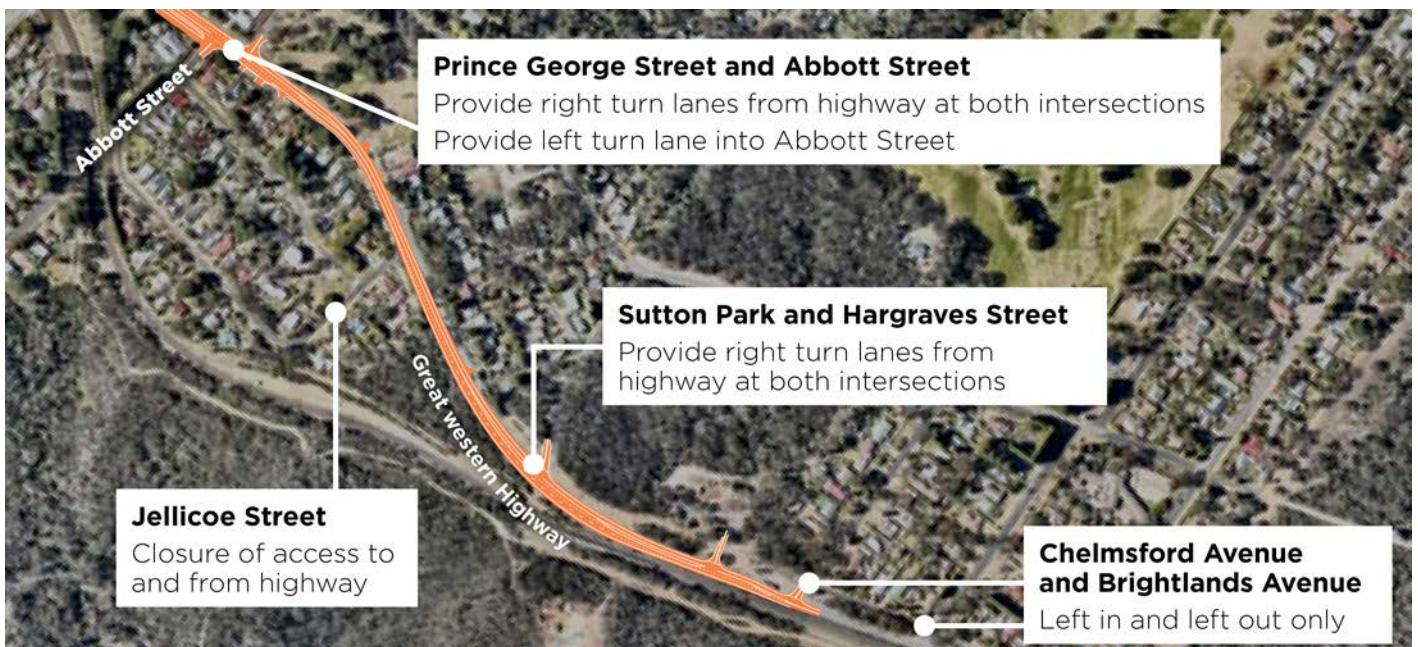 Prince George Street and Abbott Street
Provide right turn lanes from highway at both intersections
Provide left turn lane into Abbott Street
Abbott Street
Sutton Park and Hargraves Street
Provide right turn lanes from
highway at both intersections
Great western Highway
Jellicoe Street
Closure of access to
and from highway
Chelmsford Avenue
and Brightlands Avenue
Left in and left out only